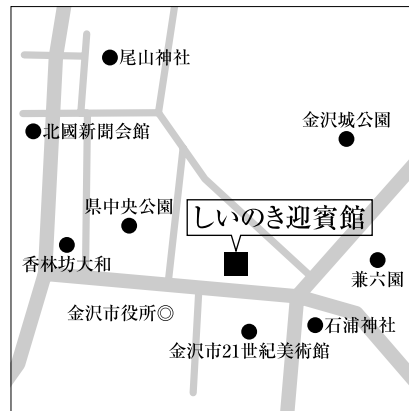 尾山神社
北國新聞会館
金沢城公園
県中央公園
しいのき迎賓館
香林坊大和
兼六園
金沢市役所◎
石浦神社
金沢市21世紀美術館